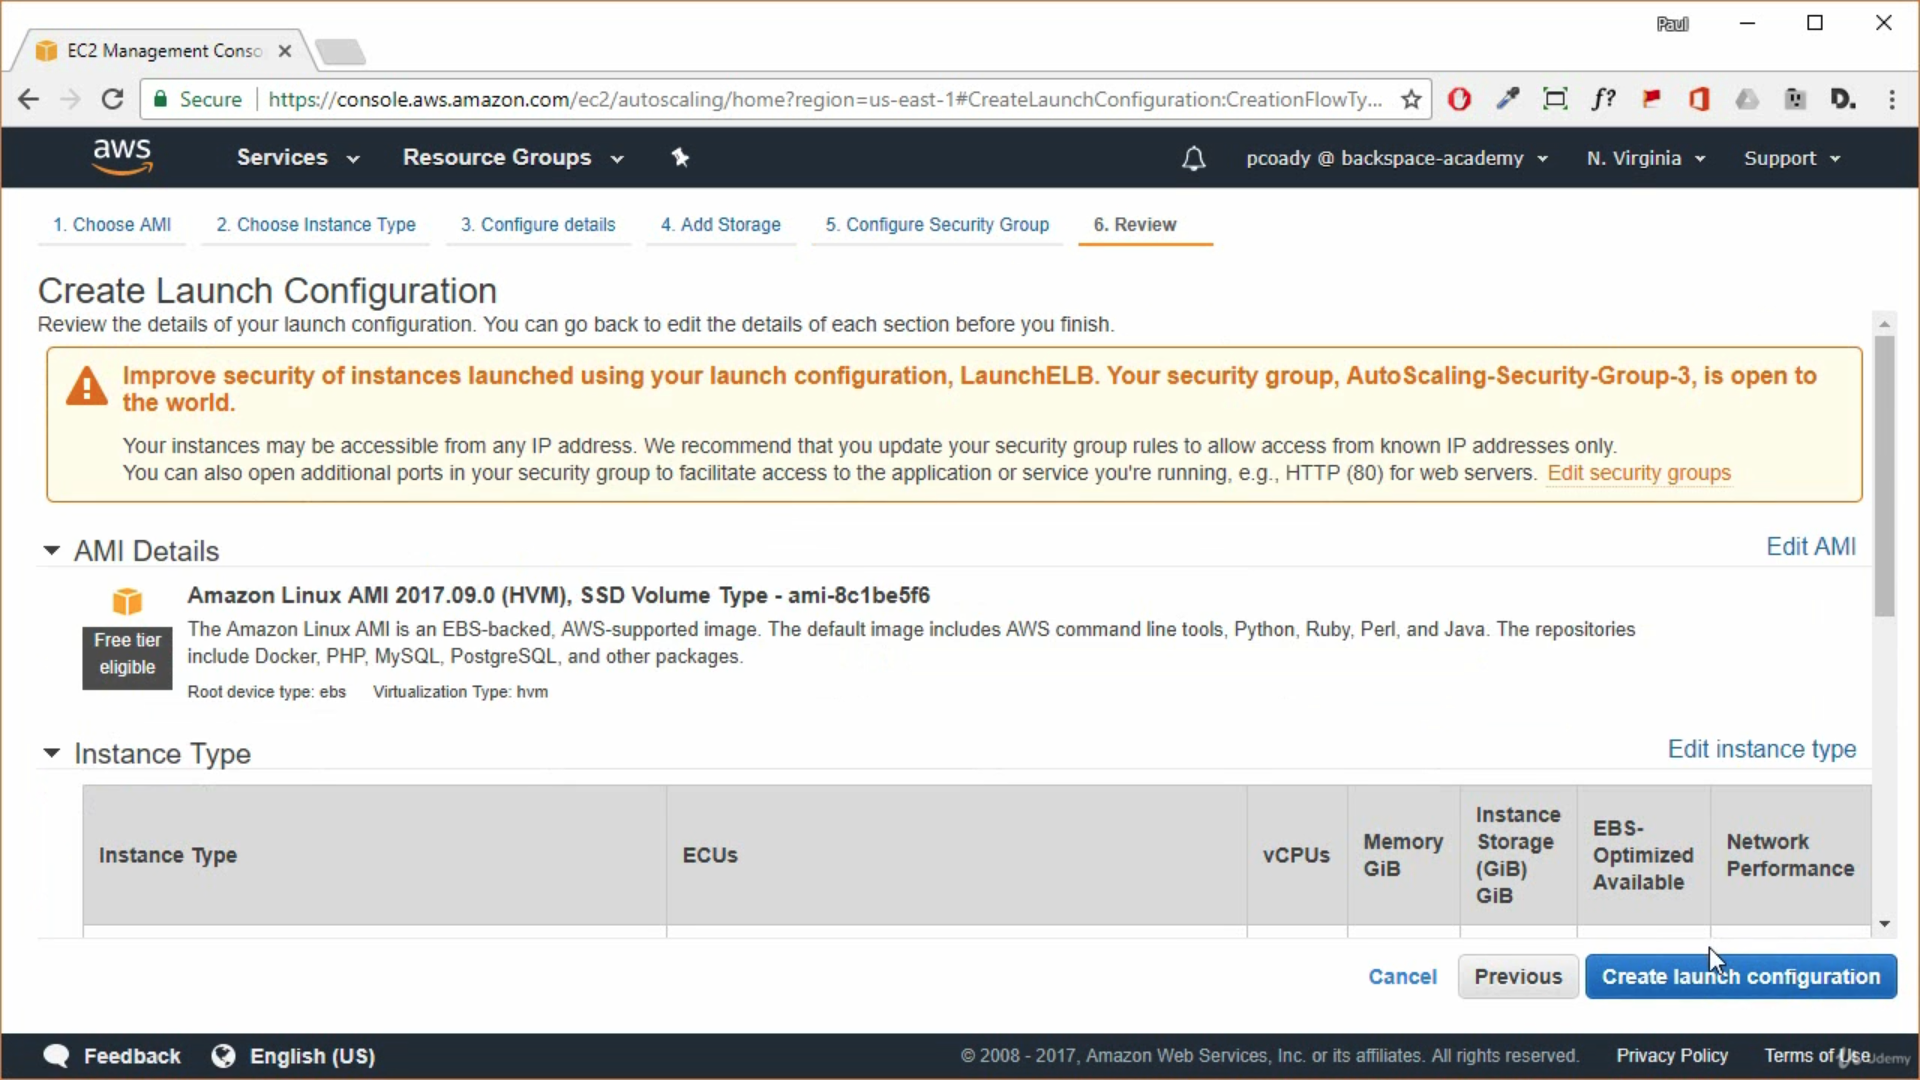 Paul
EC2 Management Conso
Secure
https://console.aws.amazon.com/ec2/autoscaling/home?region=us-east-1#CreateLaunchConfiguration:CreationFlowTy...
f?
D.
aws
Services
Resource Groups
pcoady @ backspace-academy
N. Virginia
Support
1. Choose AMI
2. Choose Instance Type
3. Configure details
4. Add Storage
5. Configure Security Group
6. Review
Create Launch Configuration
Review the details of your launch configuration. You can go back to edit the details of each section before you finish.
Improve security of instances launched using your launch configuration, LaunchELB. Your security group, AutoScaling-Security-Group-3, is open to
the world.
Your instances may be accessible from any IP address. We recommend that you update your security group rules to allow access from known IP addresses only.
You can also open additional ports in your security group to facilitate access to the application or service you're running, e.g., HTTP (80) for web servers. Edit security groups
AMI Details
Edit AMI
Free tier
eligible
Amazon Linux AMI 2017.09.0 (HVM), SSD Volume Type - ami-8c1be5f6
The Amazon Linux AMI is an EBS-backed, AWS-supported image. The default image includes AWS command line tools, Python, Ruby, Perl, and Java. The repositories
include Docker, PHP, MySQL, PostgreSQL, and other packages.
Root device type: ebs Virtualization Type: hvm
Instance Type
Edit instance type
Instance Type
ECUs
vCPUs
Memory
GiB
Instance
Storage
(GiB)
GiB
EBS-
Optimized
Available
Network
Performance
Cancel
Previous
Create launch configuration
Feedback
English (US)
© 2008 - 2017, Amazon Web Services, Inc. or its affiliates. All rights reserved.
Privacy Policy
Terms of Use
Udemy